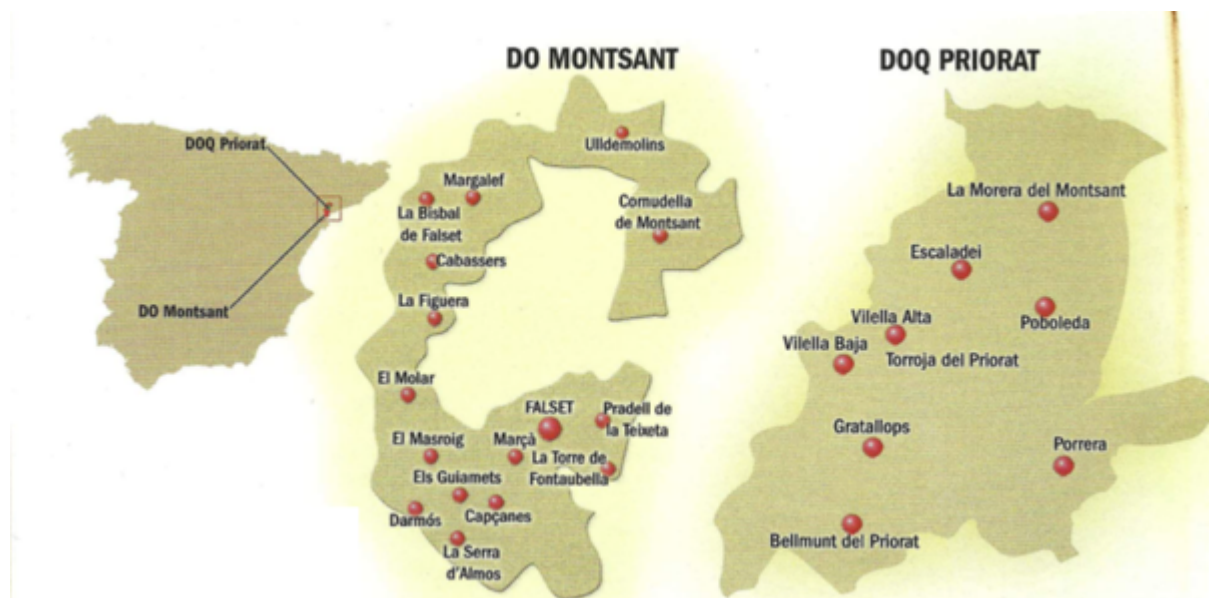 DO MONTSANT
DOQ PRIORAT
DOQ Priorat
DO Montsant
Ulldemolins
Margalef
La Bisbal
de Falset
Cornudella
de Montsant
Cabassers
La Figuera
El Molar
FALSET
Pradell de
la Teixeta
El Masroig
Marçà
La Torre de
Fontaubella
Els Guiamets
Darmós
Capçanes
La Serra
d'Almos
La Morera del Montsant
Escaladei
Poboleda
Vilella Alta
Vilella Baja
Torroja del Priorat
Gratallops
Porrera
Bellmunt del Priorat